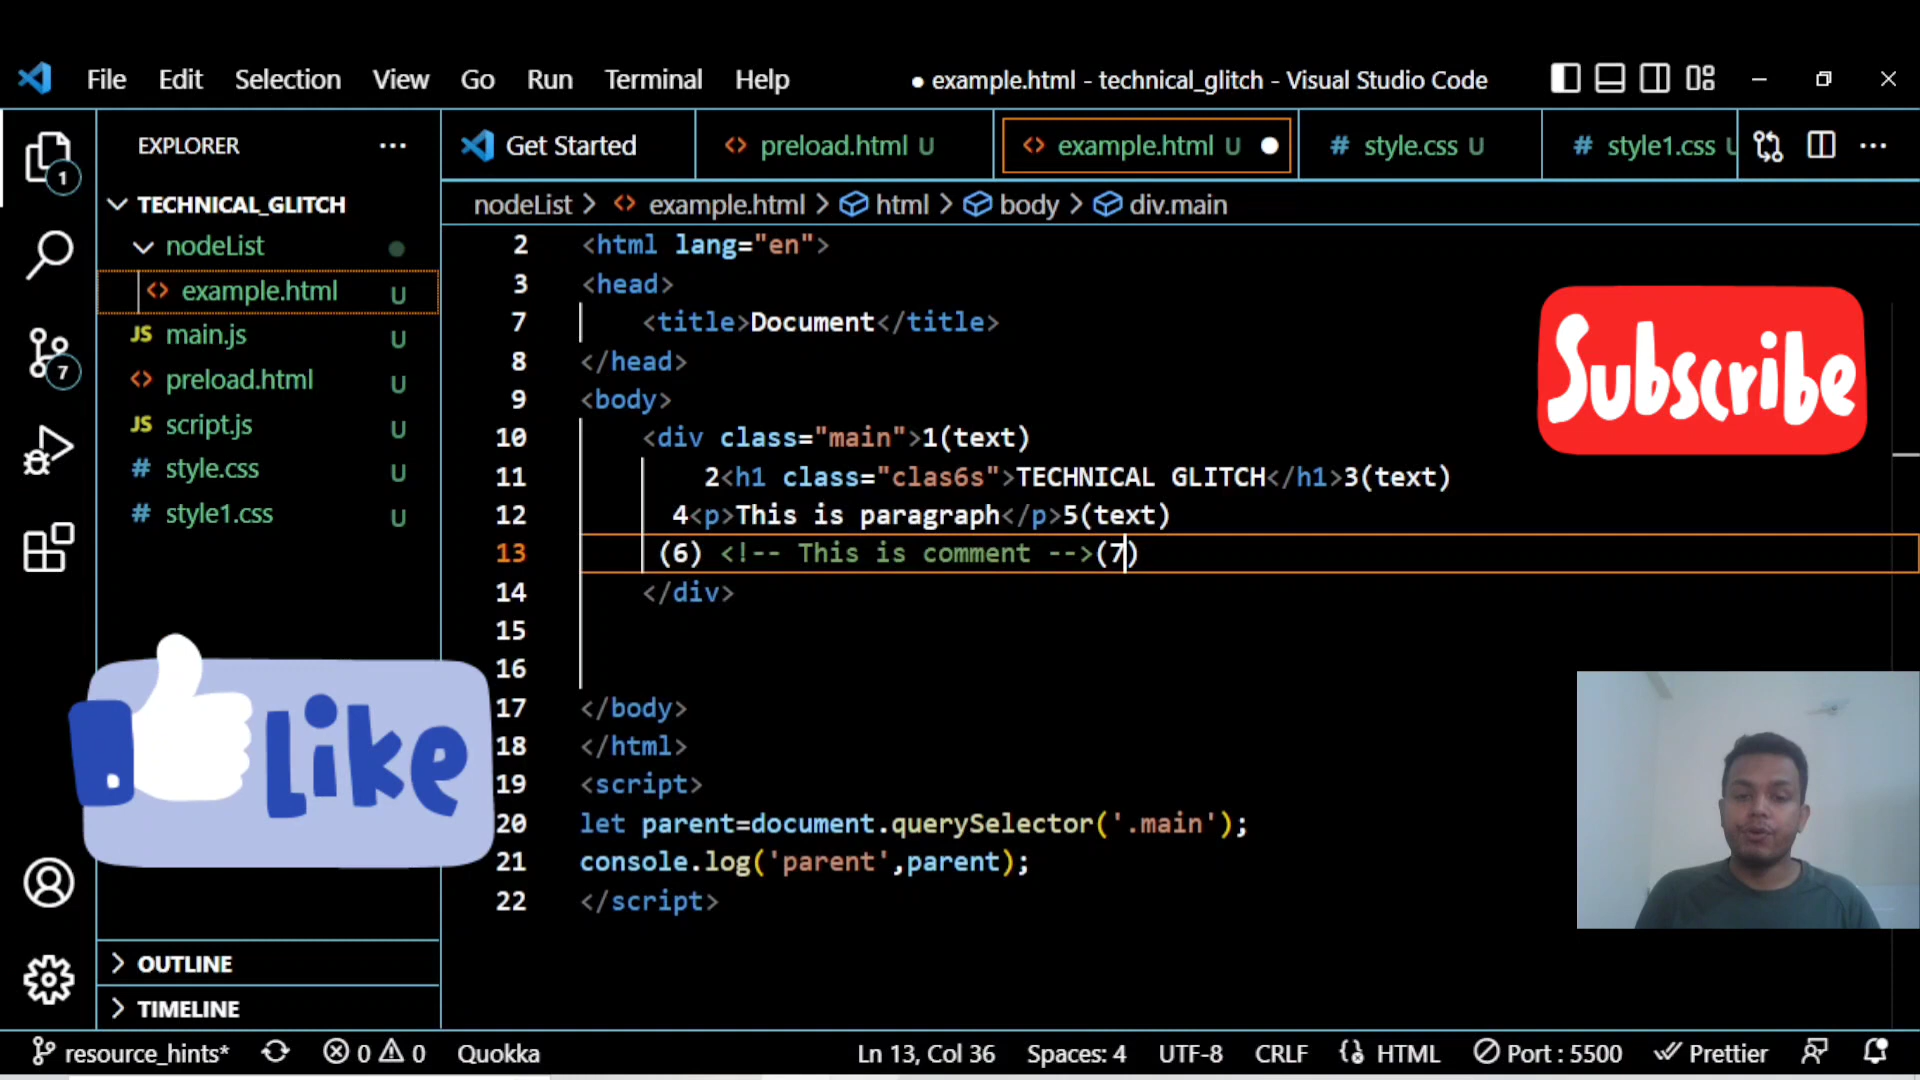 File Edit Selection View Go Run Terminal Help
● example.html - technical_glitch - Visual Studio Code
EXPLORER
Get Started
preload.html U
example.html U
style.css U
style1.css U
1
TECHNICAL_GLITCH
nodeList > example.html > html > body > div.main
nodeList
example.html U
JS main.js U
preload.html U
JS script.js U
# style.css U
# style1.css U
7
2 <html lang="en">
3 <head>
7 <title>Document</title>
8 </head>
9 <body>
10 <div class="main">1(text)
11 2<h1 class="clas6s">TECHNICAL GLITCH</h1>3(text)
12 4<p>This is paragraph</p>5(text)
13 (6) <!-- This is comment -->(7)
14 </div>
15
16
17 </body>
18 </html>
19 <script>
20 let parent=document.querySelector('.main');
21 console.log('parent',parent);
22 </script>
Subscribe
Like
OUTLINE
TIMELINE
resource_hints* 0 0 Quokka Ln 13, Col 36 Spaces: 4 UTF-8 CRLF HTML Port : 5500 Prettier